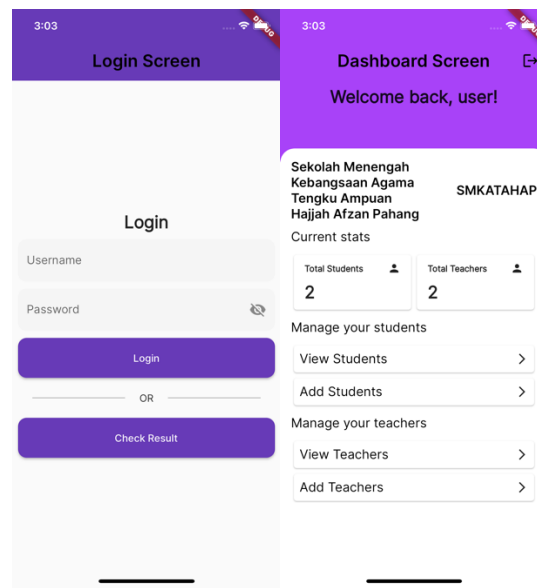 3:03
DEBUG
Login Screen
Login
Username
Password
Login
OR
Check Result
3:03
Dashboard Screen
Welcome back, user!
Sekolah Menengah
Kebangsaan Agama
Tengku Ampuan
Hajjah Afzan Pahang
SMKATAHAP
Current stats
Total Students
2
Total Teachers
2
Manage your students
View Students
Add Students
Manage your teachers
View Teachers
Add Teachers